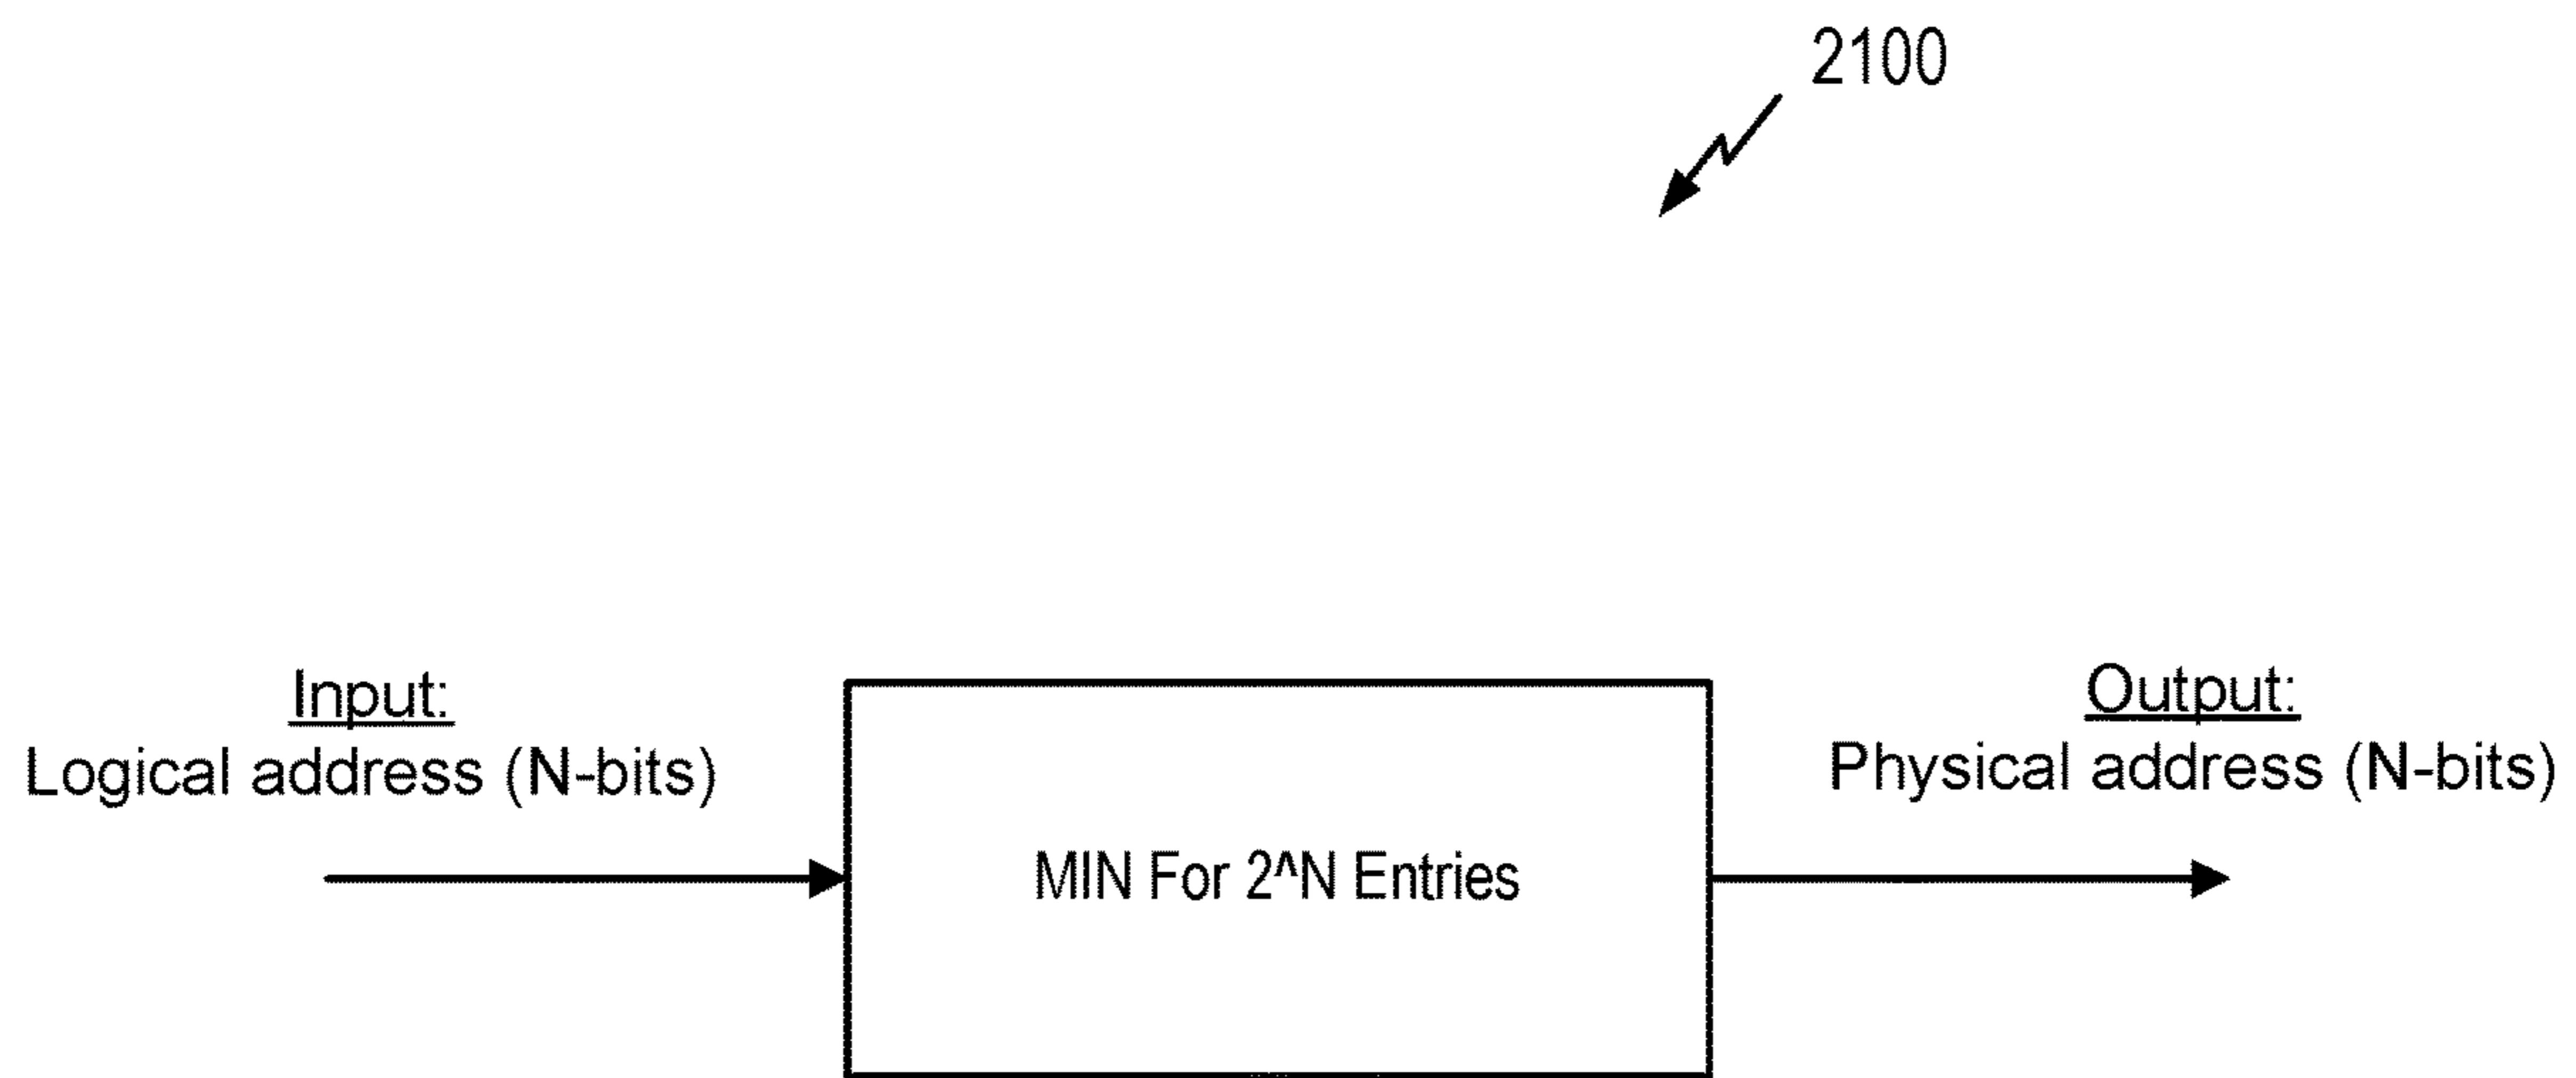 2100
Input:
Logical address (N-bits)
MIN For 2^N Entries
Output:
Physical address (N-bits)